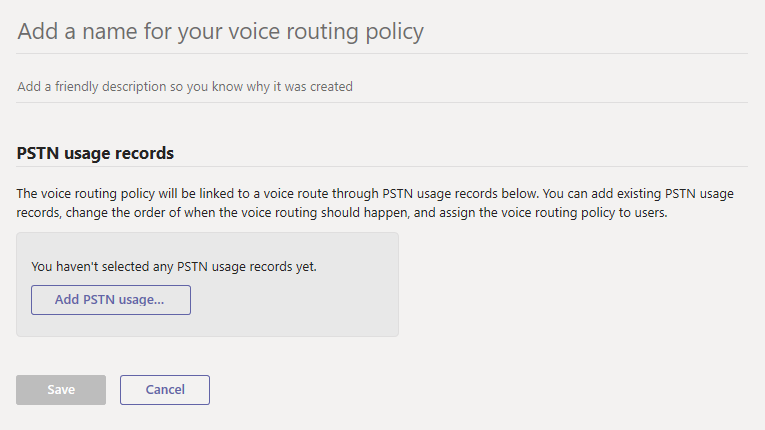 Add a name for your voice routing policy
Add a friendly description so you know why it was created
PSTN usage records
The voice routing policy will be linked to a voice route through PSTN usage records below. You can add existing PSTN usage
records, change the order of when the voice routing should happen, and assign the voice routing policy to users.
You haven't selected any PSTN usage records yet.
Add PSTN usage...
Save
Cancel